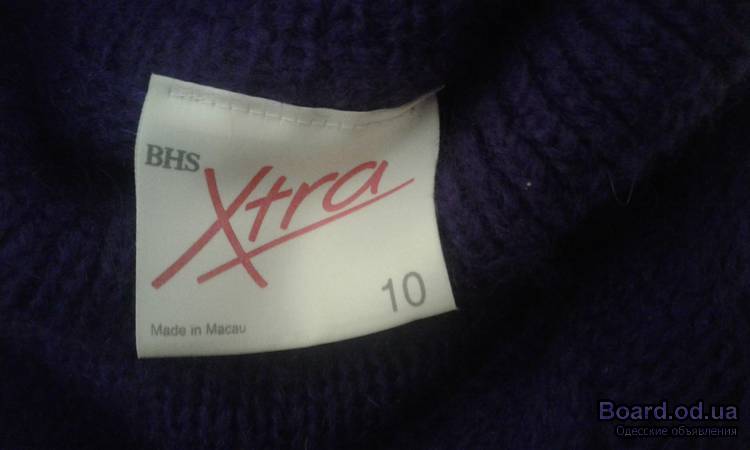 BHS
Xtra
10
Made in Macau
Board.od.ua
Одесские объявления